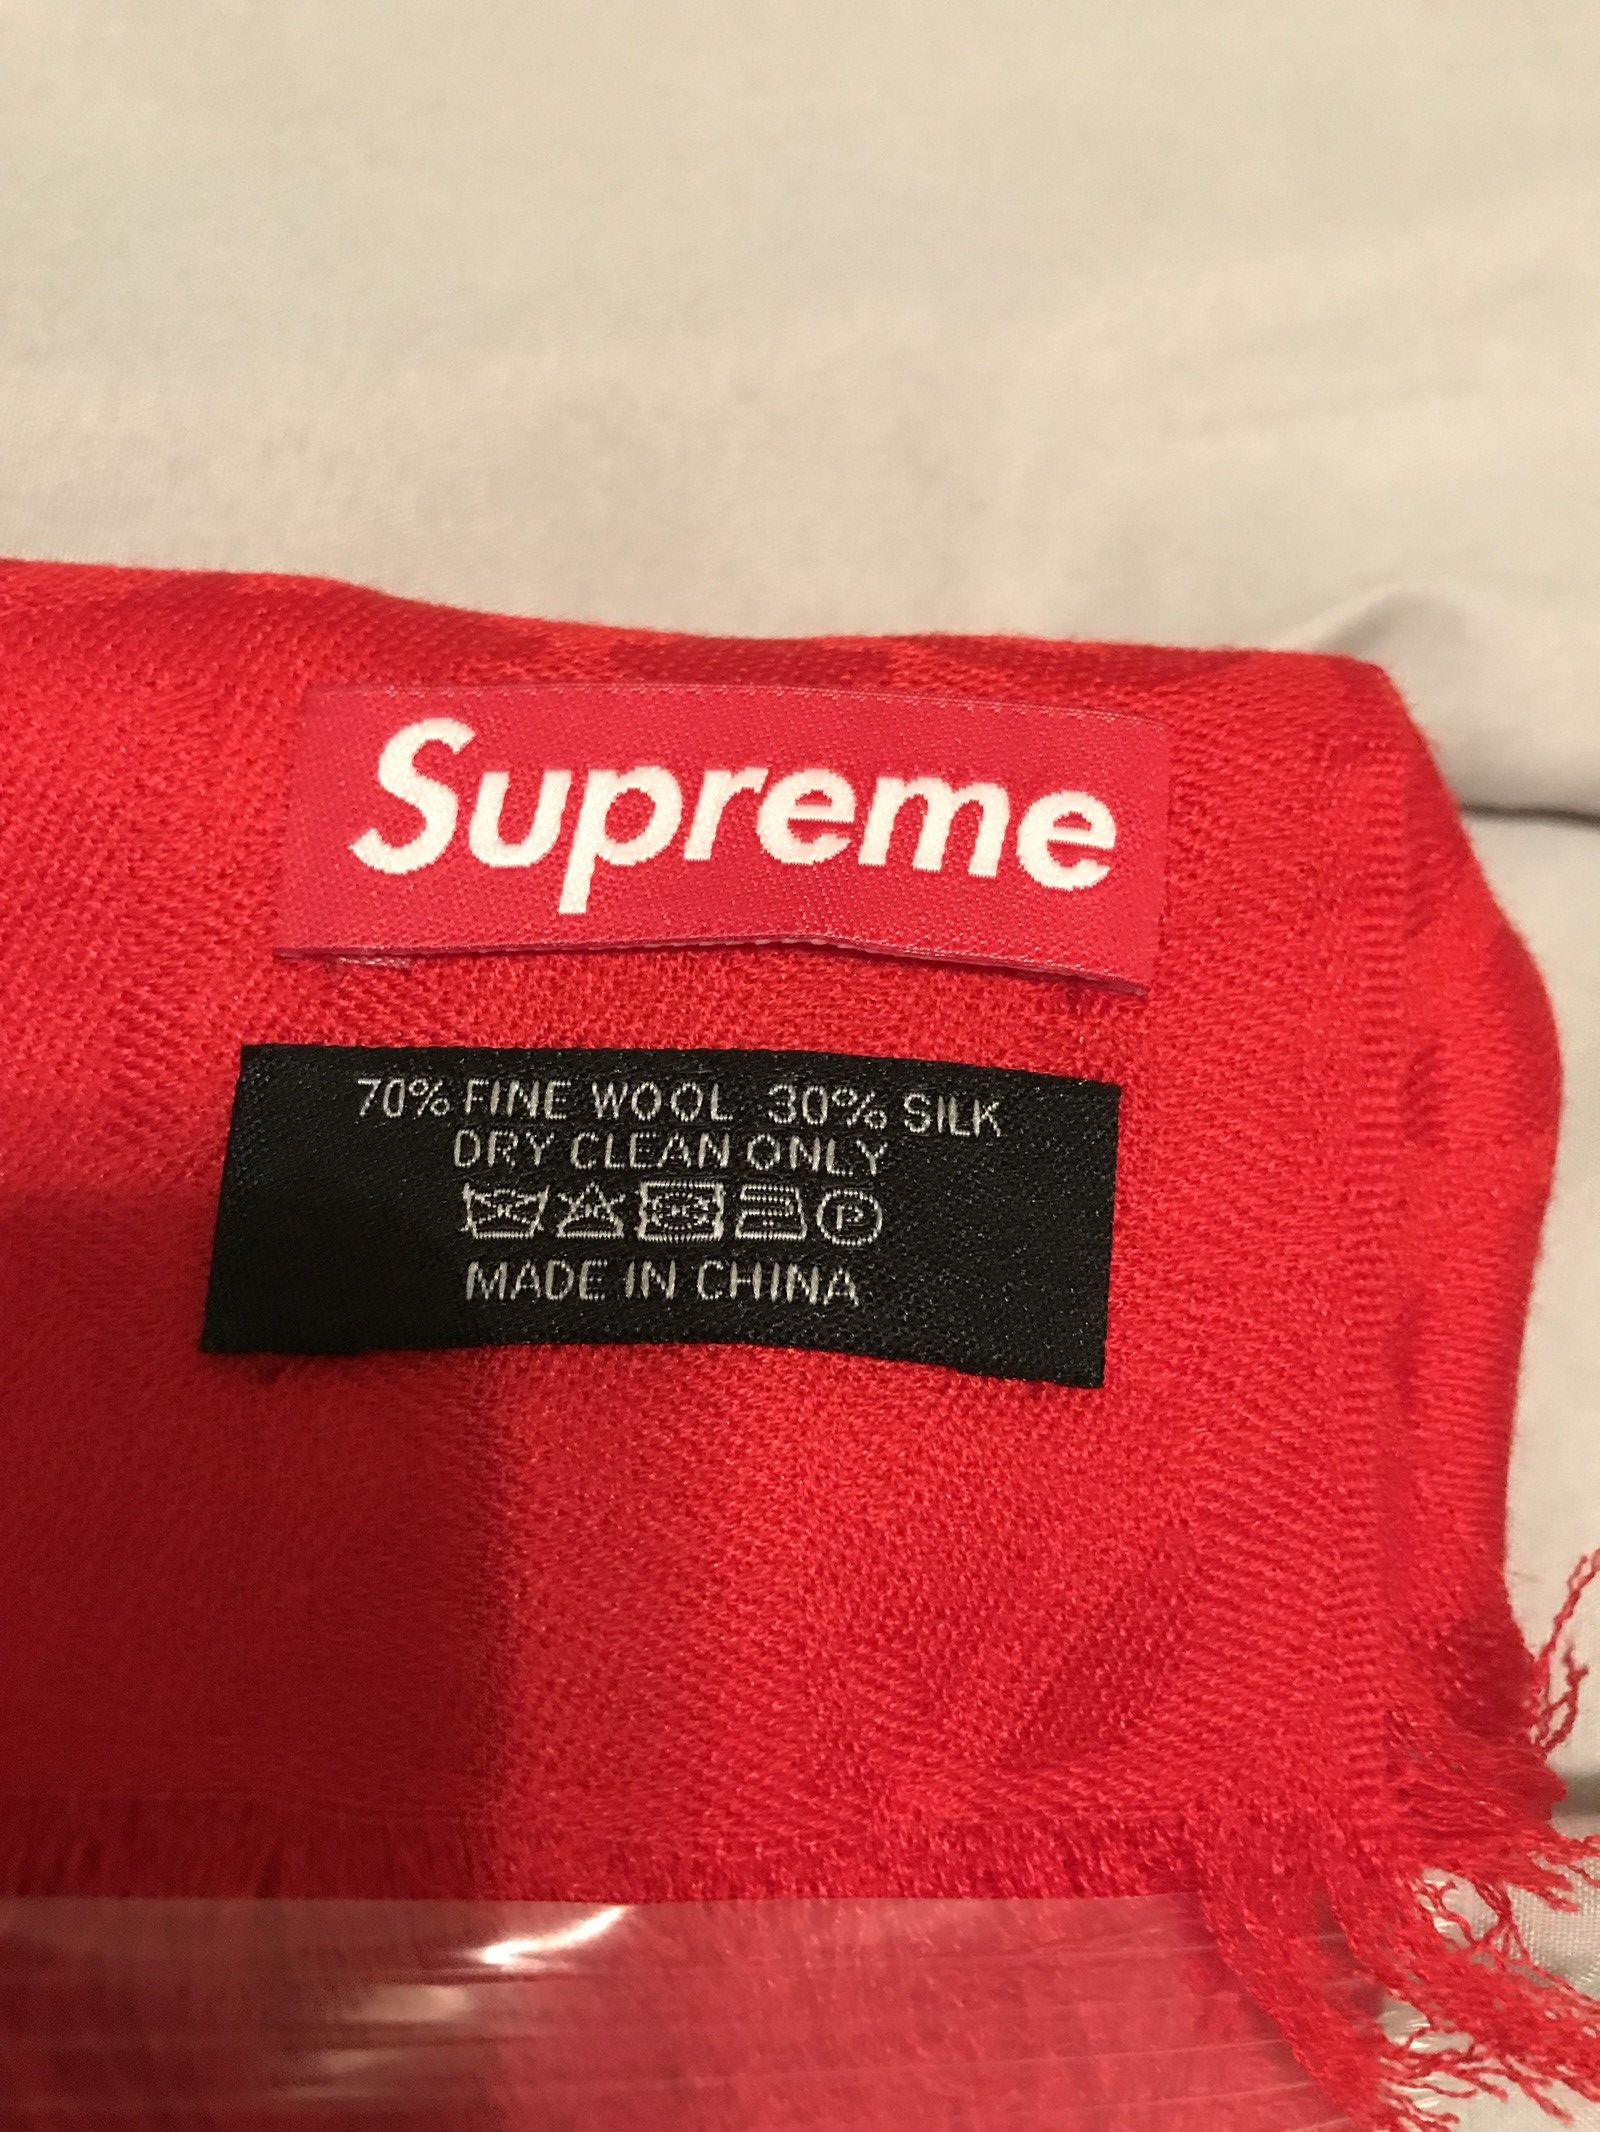 Supreme
70% FINE WOOL 30% SILK
DRY CLEAN ONLY
P
MADE IN CHINA